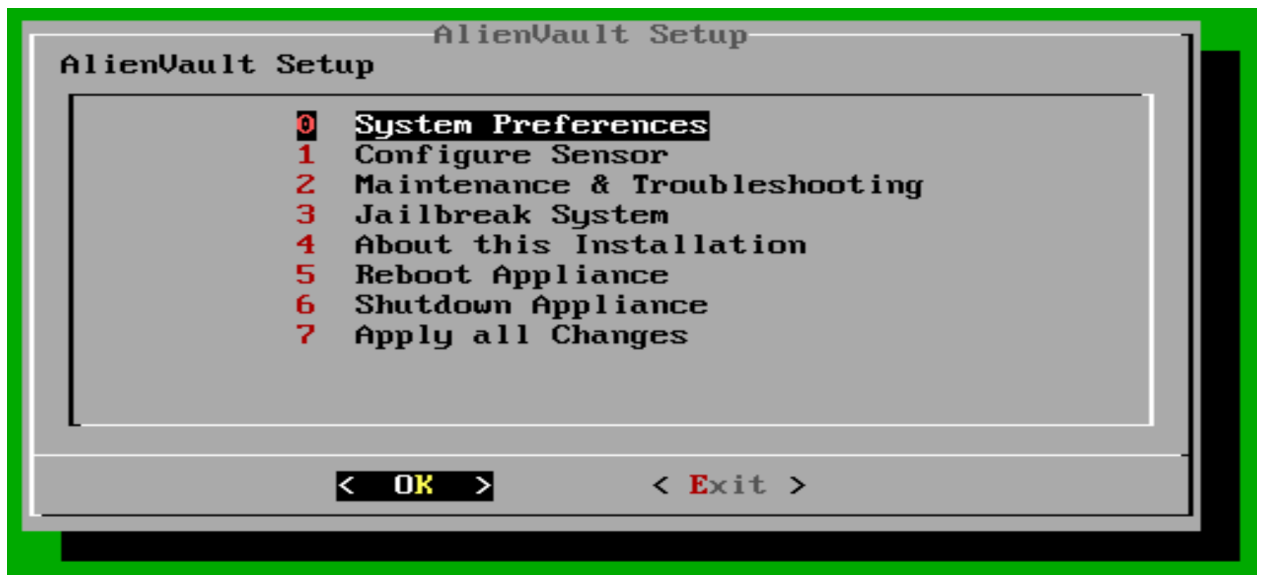 AlienVault Setup
AlienVault Setup
0 System Preferences
1 Configure Sensor
2 Maintenance & Troubleshooting
3 Jailbreak System
4 About this Installation
5 Reboot Appliance
6 Shutdown Appliance
7 Apply all Changes
< OK > < Exit >